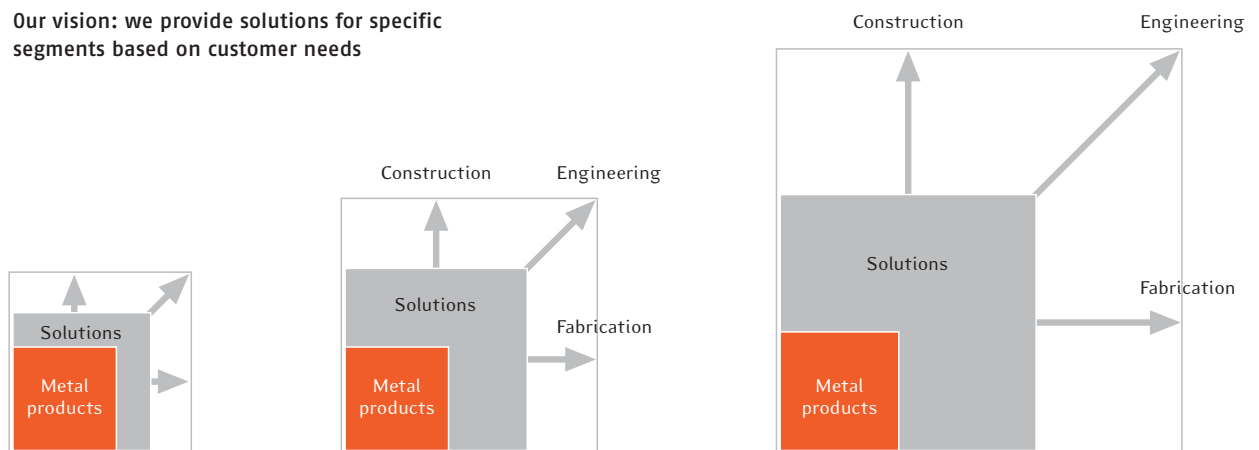 Our vision: we provide solutions for specific
segments based on customer needs
Solutions
Metal
products
Construction
Engineering
Solutions
Fabrication
Metal
products
Construction
Engineering
Solutions
Fabrication
Metal
products